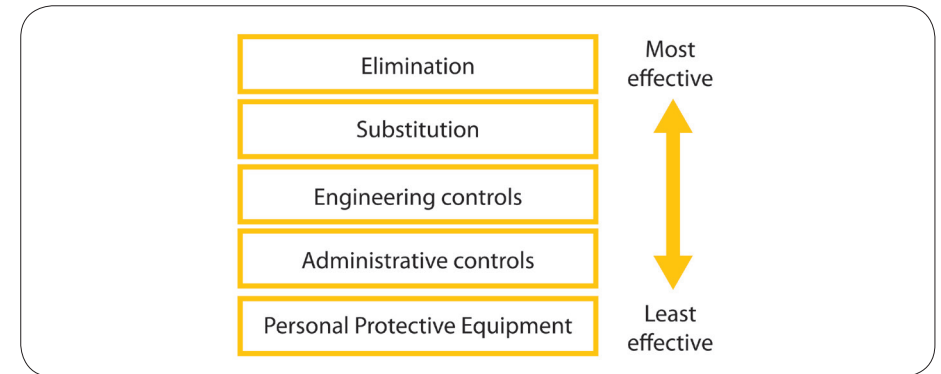 Elimination
Most
effective
Substitution
Engineering controls
Administrative controls
Personal Protective Equipment
Least
effective